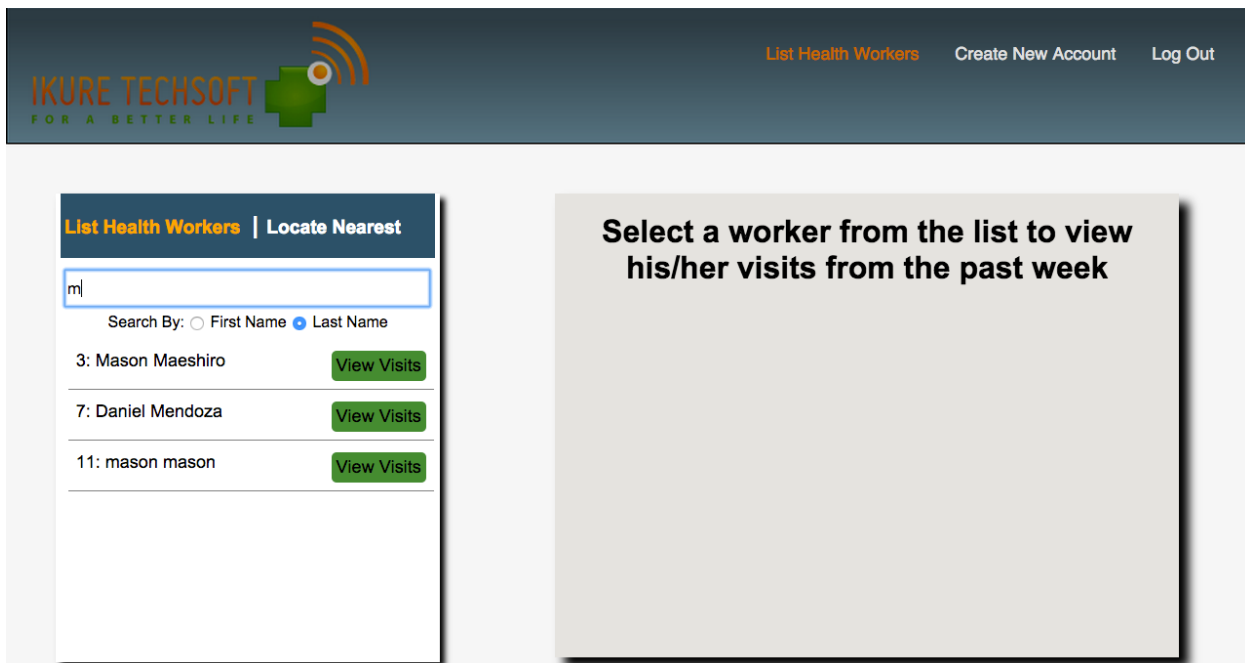 IKURE TECHSOFT
FOR A BETTER LIFE
List Health Workers Create New Account Log Out
List Health Workers | Locate Nearest
m
Search By: First Name Last Name
3: Mason Maeshiro View Visits
7: Daniel Mendoza View Visits
11: mason mason View Visits
Select a worker from the list to view
his/her visits from the past week